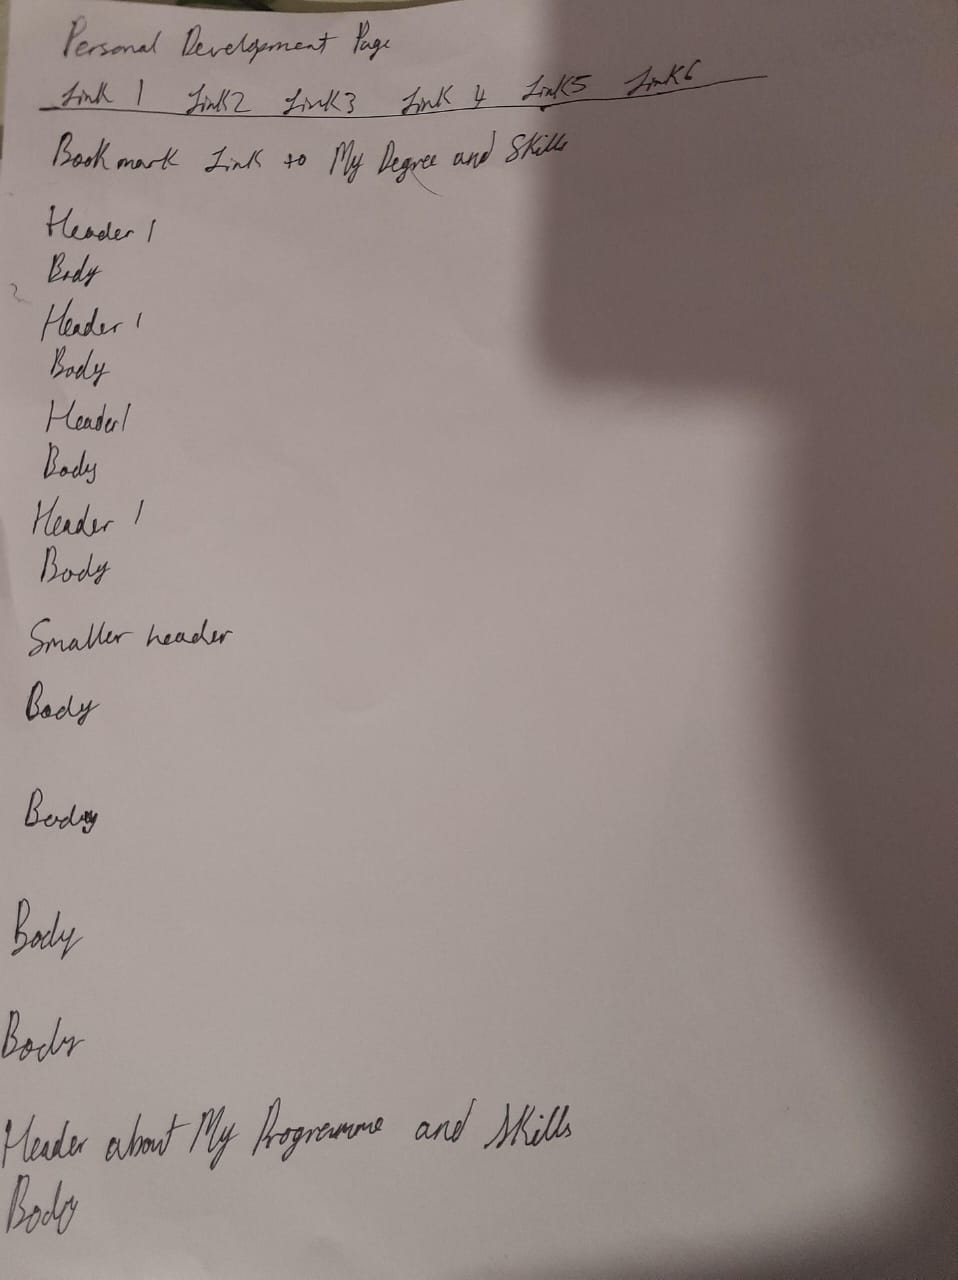 Personal Development Page
Link 1 Link2 Link3 Link 4 Link5 Link6
Bookmark Link to My Degree and Skills
Header 1
Body
Header 1
Body
Header1
Body
Header 1
Body
Smaller header
Body
Body
Body
Body
Header about My Programme and Skills
Body